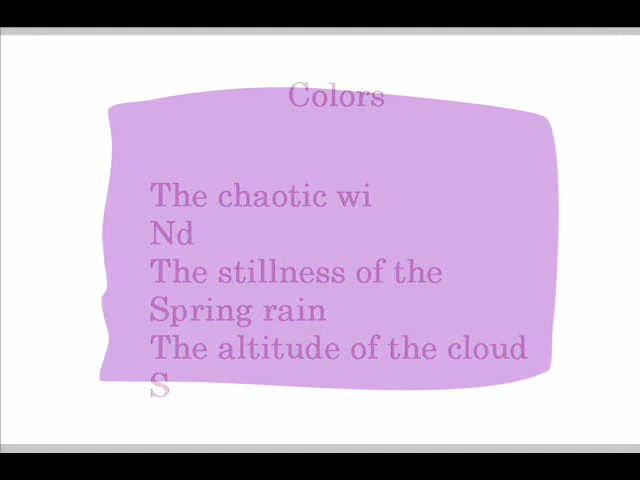 Colors
The chaotic wi
Nd
The stillness of the
Spring rain
The altitude of the cloud
S